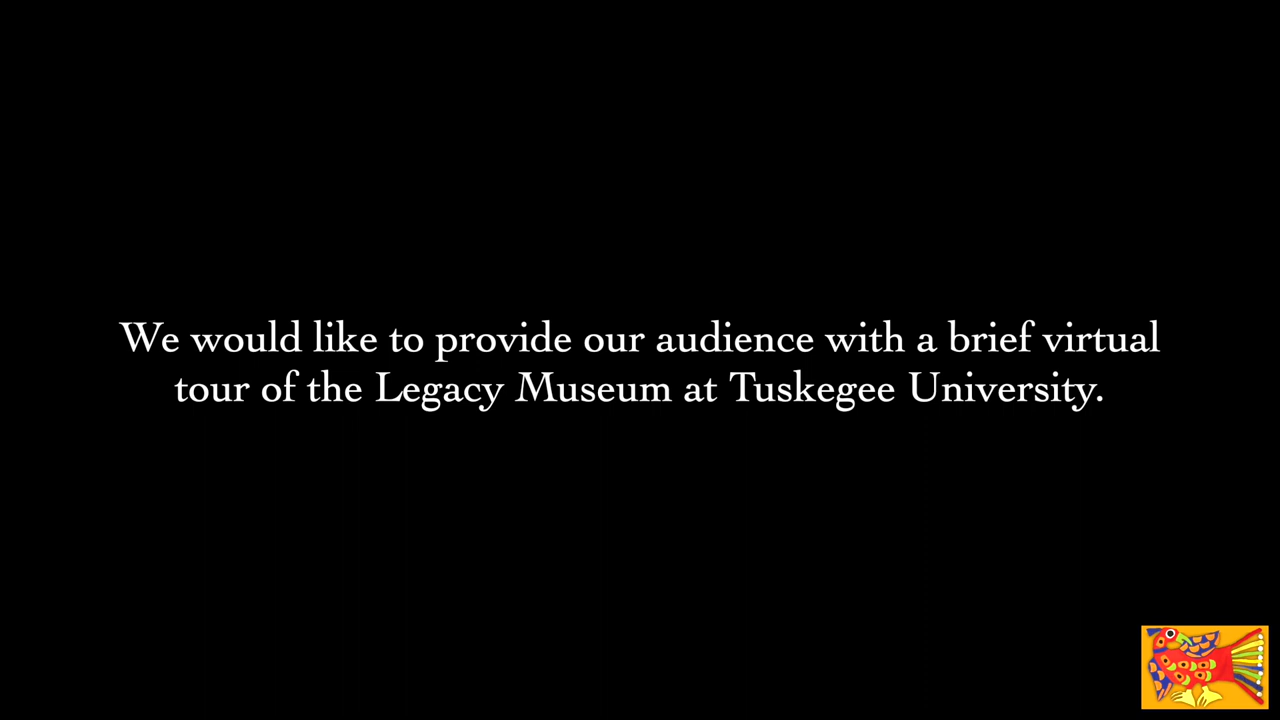 We would like to provide our audience with a brief virtual
tour of the Legacy Museum at Tuskegee University.